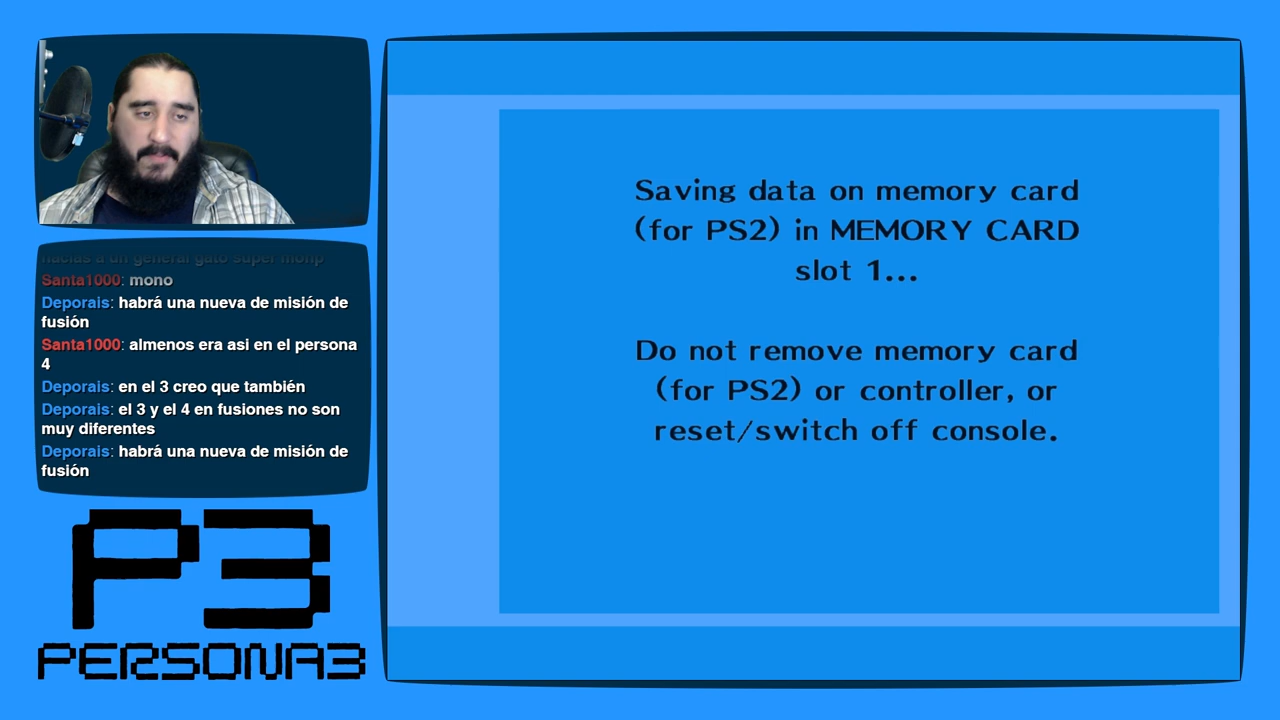 Santa1000: mono
Deporais: habrá una nueva de misión de
fusión
Santa1000: almenos era asi en el persona
4
Deporais: en el 3 creo que también
Deporais: el 3 y el 4 en fusiones no son
muy diferentes
Deporais: habrá una nueva de misión de
fusión
P3
PERSONA3
Saving data on memory card
(for PS2) in MEMORY CARD
slot 1...
Do not remove memory card
(for PS2) or controller, or
reset/switch off console.